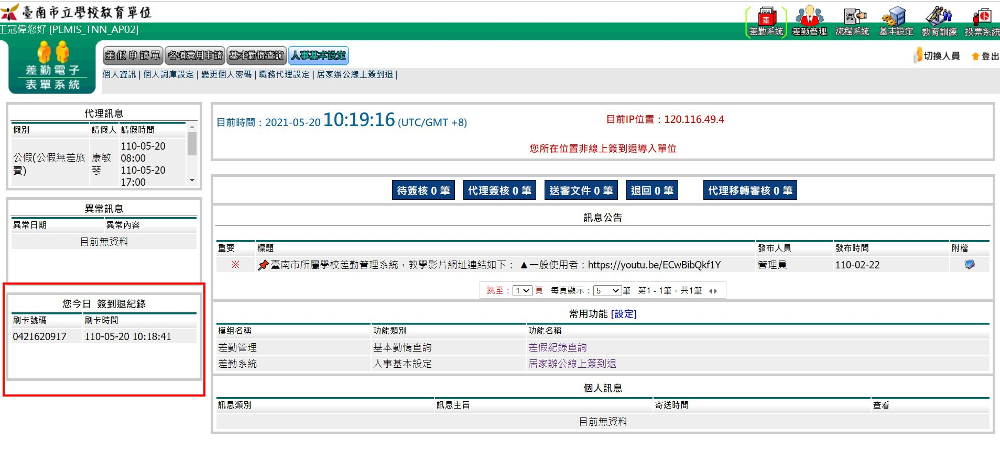 臺南市立學校教育單位
王冠偉您好 [PEMIS_TNN_AP02]
差勤系統 差勤管理 流程系統 基本設定 教育訓練 投票系統
差勤電子
表單系統
差假申請單 各項費用申請 基本勤惰查詢 人事基本設定
切換人員 登出
個人資訊 | 個人詞庫設定 | 變更個人密碼 | 職務代理設定 | 居家辦公線上簽到退 |
代理訊息
假別 請假人 請假時間
公假(公假無差旅費) 康敏琴 110-05-20 08:00 110-05-20 17:00
異常訊息
異常日期 異常內容
目前無資料
您今日 簽到退紀錄
刷卡號碼 刷卡時間
0421620917 110-05-20 10:18:41
目前時間：2021-05-20 10:19:16 (UTC/GMT +8)
目前IP位置：120.116.49.4
您所在位置非線上簽到退導入單位
待簽核 0 筆 代理簽核 0 筆 送審文件 0 筆 退回 0 筆 代理移轉審核 0 筆
訊息公告
重要 標題 發布人員 發布時間 附檔
※ 臺南市所屬學校差勤管理系統，教學影片網址連結如下： ▲一般使用者：https://youtu.be/ECwBibQkf1Y 管理員 110-02-22
跳至：1 頁 每頁顯示：5 筆 第1 - 1筆，共1筆
常用功能 [設定]
模組名稱 功能類別 功能名稱
差勤管理 基本勤惰查詢 差假紀錄查詢
差勤系統 人事基本設定 居家辦公線上簽到退
個人訊息
訊息類別 訊息主旨 寄送時間 查看
目前無資料